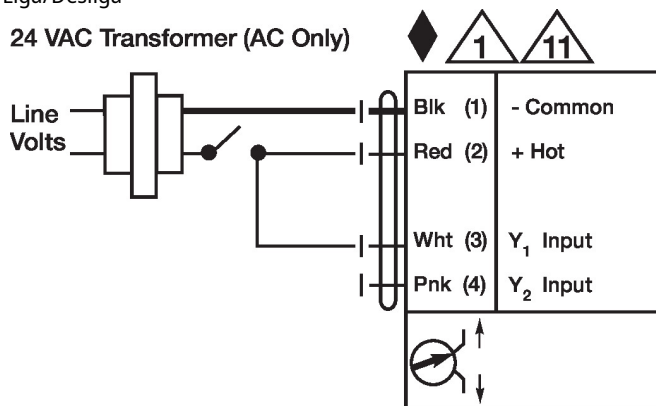 Liga/Desliga
24 VAC Transformer (AC Only)
1
11
Line
Volts
Blk (1) - Common
Red (2) + Hot
Wht (3) Y₁ Input
Pnk (4) Y₂ Input